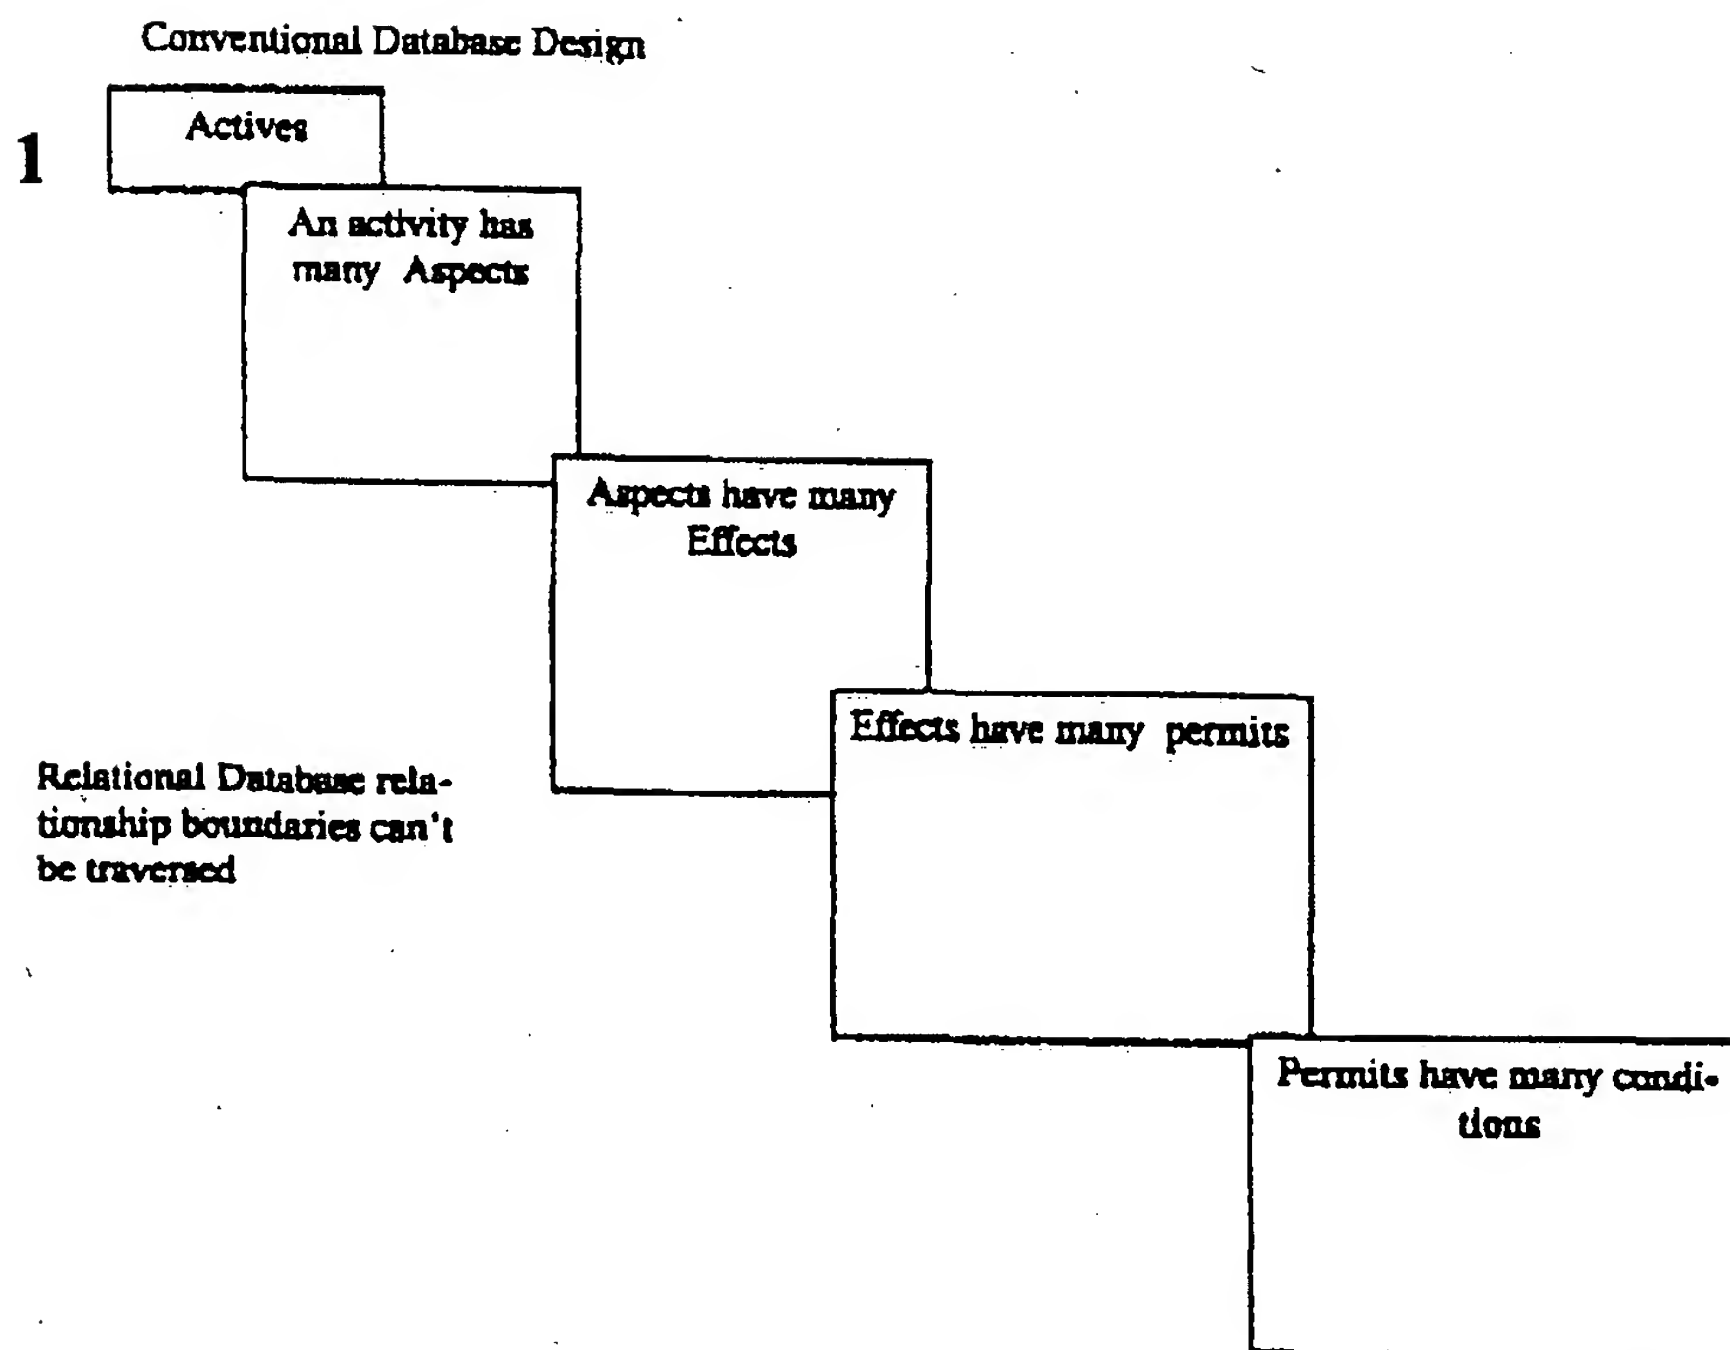 Conventional Database Design
1
Actives
An activity has
many Aspects
Aspects have many
Effects
Effects have many permits
Relational Database rela-
tionship boundaries can't
be traversed
Permits have many condi-
tions